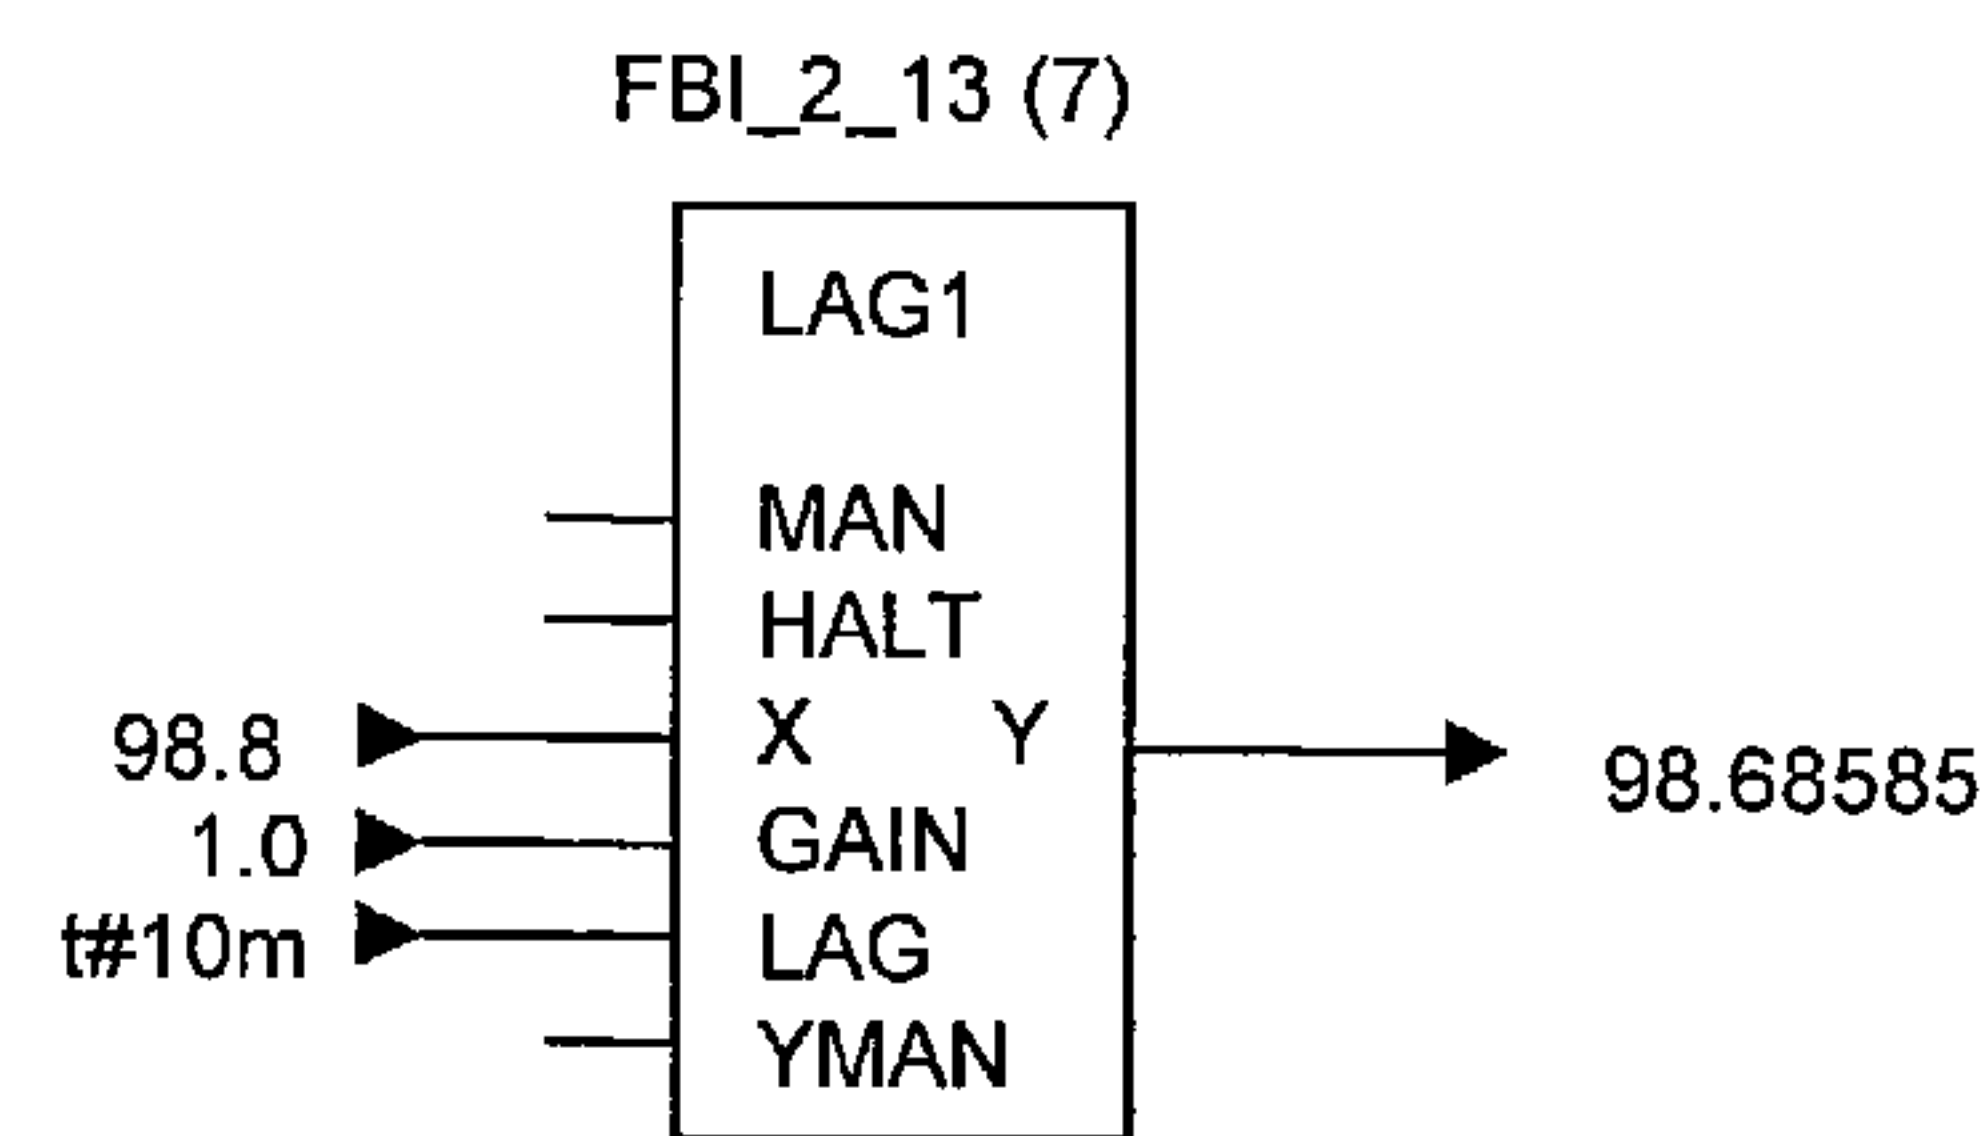 FBI_2_13 (7)
LAG1
MAN
HALT
98.8 X Y 98.68585
1.0 GAIN
t#10m LAG
YMAN